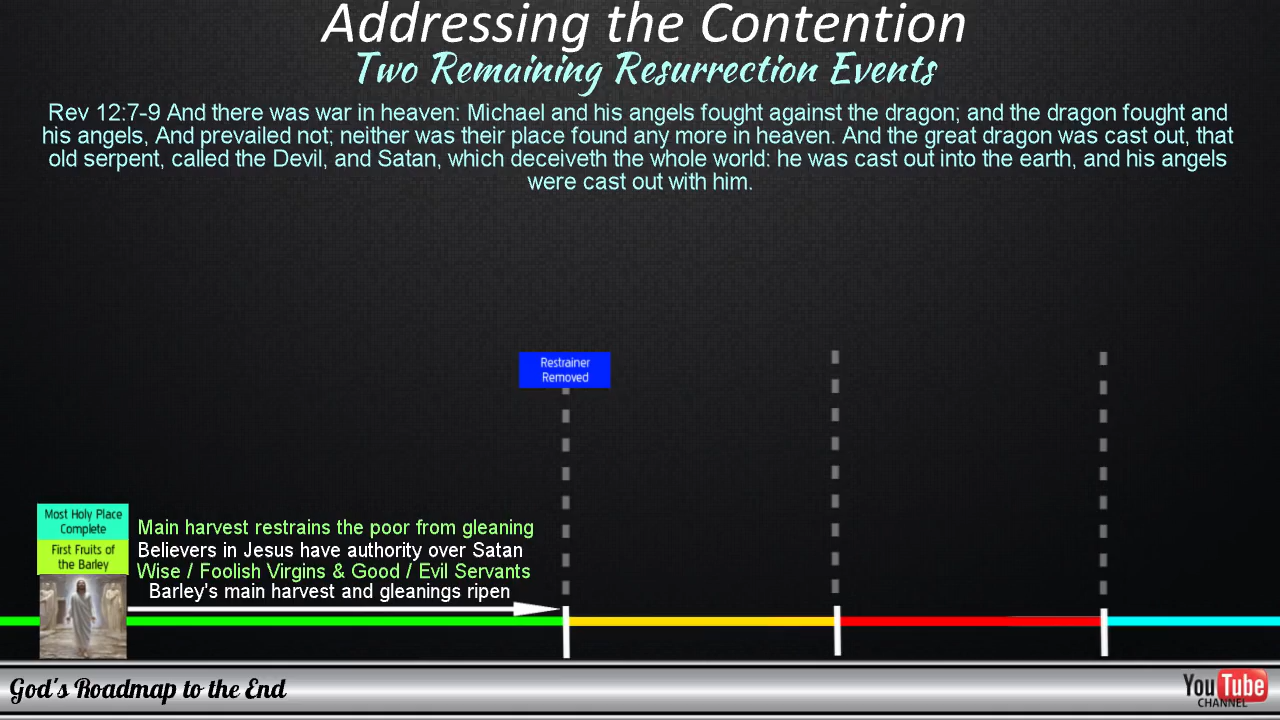 Addressing the Contention
Two Remaining Resurrection Events
Rev 12:7-9 And there was war in heaven: Michael and his angels fought against the dragon; and the dragon fought and
his angels, And prevailed not; neither was their place found any more in heaven. And the great dragon was cast out, that
old serpent, called the Devil, and Satan, which deceiveth the whole world: he was cast out into the earth, and his angels
were cast out with him.
Restrainer
Removed
Most Holy Place
Complete
First Fruits of
the Barley
Main harvest restrains the poor from gleaning
Believers in Jesus have authority over Satan
Wise / Foolish Virgins & Good / Evil Servants
Barley's main harvest and gleanings ripen
God's Roadmap to the End
YouTube
CHANNEL